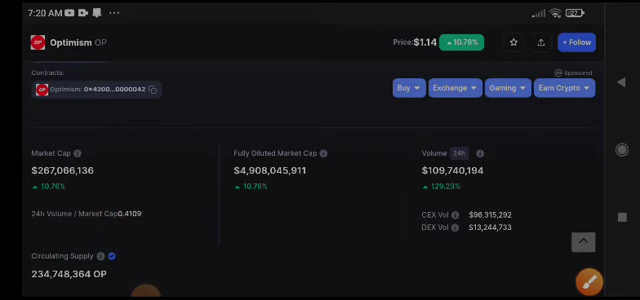 7:20 AM
27
Optimism OP
Price: $1.14 10.76%
Follow
Contracts:
Sponsored
Optimism: 0x4200...0000042
Buy
Exchange
Gaming
Earn Crypto
Market Cap
$267,066,136
10.76%
24h Volume / Market Cap 0.4109
Fully Diluted Market Cap
$4,908,045,911
10.76%
Volume 24h
$109,740,194
129.23%
CEX Vol $96,315,292
DEX Vol $13,244,733
Circulating Supply
234,748,364 OP